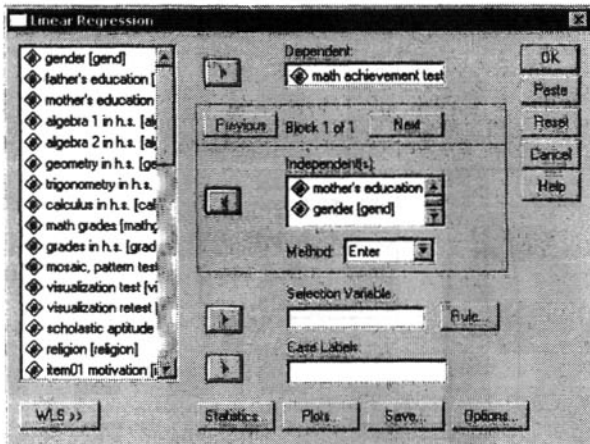 Linear Regression
gender [gend]
father's education [
mother's education
algebra 1 in h.s. [alg
algebra 2 in h.s. [al
geometry in h.s. [ge
trigonometry in h.s.
calculus in h.s. [cal
math grades [mathg
grades in h.s. [grad
mosaic, pattern test
visualization test [vi
visualization retest [
scholastic aptitude
religion [religion]
item01 motivation [i
WLS >>
Dependent:
math achievement test
Previous
Block 1 of 1
Next
Independent(s):
mother's education
gender [gend]
Method:
Enter
Selection Variable
Rule...
Case Labels:
Statistics...
Plots...
Save...
Options...
OK
Paste
Reset
Cancel
Help